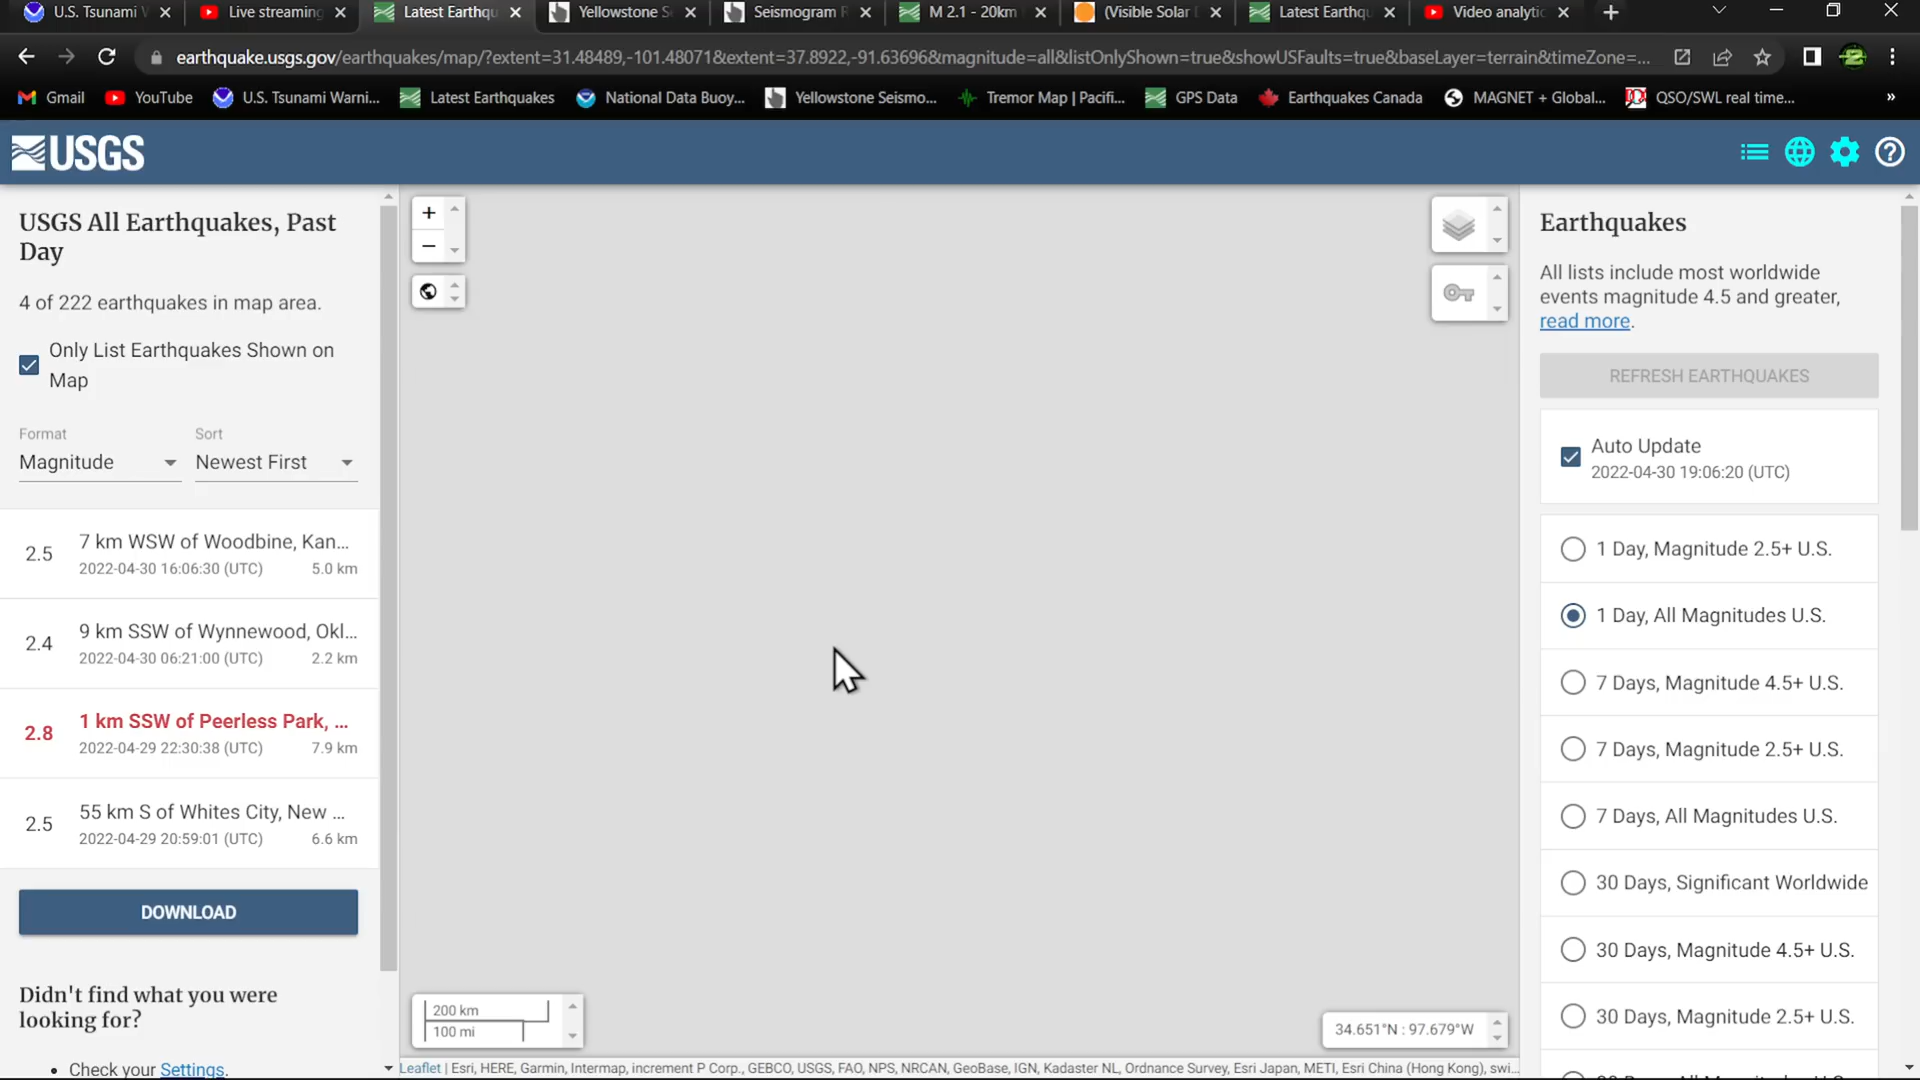 U.S. Tsunami
Live streaming
Latest Earthqu
Yellowstone S
Seismogram
M 2.1 - 20km
(Visible Solar
Latest Earthqu
Video analytic
earthquake.usgs.gov/earthquakes/map/?extent=31.48489,-101.48071&extent=37.8922,-91.63696&magnitude=all&listOnlyShown=true&showUSFaults=true&baseLayer=terrain&timeZone=...
Gmail
YouTube
U.S. Tsunami Warni...
Latest Earthquakes
National Data Buoy...
Yellowstone Seismo...
Tremor Map | Pacifi...
GPS Data
Earthquakes Canada
MAGNET + Global...
QSO/SWL real time...
»
USGS
USGS All Earthquakes, Past
Day
4 of 222 earthquakes in map area.
Only List Earthquakes Shown on
Map
Format
Magnitude
Sort
Newest First
2.5
7 km WSW of Woodbine, Kan...
2022-04-30 16:06:30 (UTC) 5.0 km
2.4
9 km SSW of Wynnewood, Okl...
2022-04-30 06:21:00 (UTC) 2.2 km
2.8
1 km SSW of Peerless Park, ...
2022-04-29 22:30:38 (UTC) 7.9 km
2.5
55 km S of Whites City, New ...
2022-04-29 20:59:01 (UTC) 6.6 km
DOWNLOAD
Didn't find what you were
looking for?
• Check your Settings.
+
−
200 km
100 mi
34.651°N : 97.679°W
Leaflet | Esri, HERE, Garmin, Intermap, increment P Corp., GEBCO, USGS, FAO, NPS, NRCAN, GeoBase, IGN, Kadaster NL, Ordnance Survey, Esri Japan, METI, Esri China (Hong Kong), swi...
Earthquakes
All lists include most worldwide
events magnitude 4.5 and greater,
read more.
REFRESH EARTHQUAKES
Auto Update
2022-04-30 19:06:20 (UTC)
1 Day, Magnitude 2.5+ U.S.
1 Day, All Magnitudes U.S.
7 Days, Magnitude 4.5+ U.S.
7 Days, Magnitude 2.5+ U.S.
7 Days, All Magnitudes U.S.
30 Days, Significant Worldwide
30 Days, Magnitude 4.5+ U.S.
30 Days, Magnitude 2.5+ U.S.